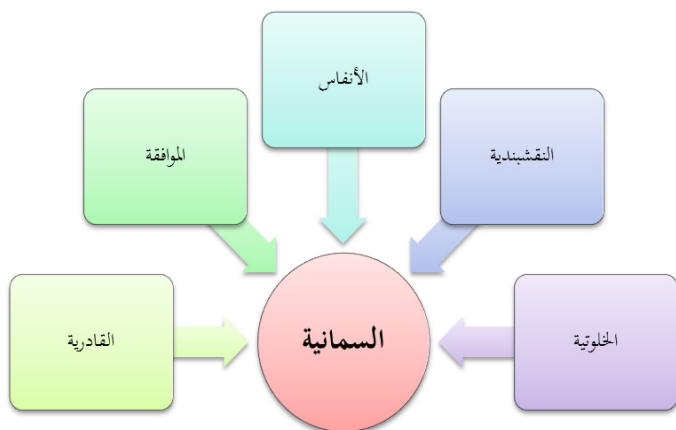 الأنفاس
النقشبندية
الموافقة
الخلوتية
السمانية
القادرية